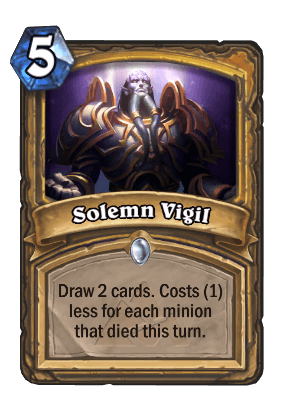 5
Solemn Vigil
Draw 2 cards. Costs (1)
less for each minion
that died this turn.